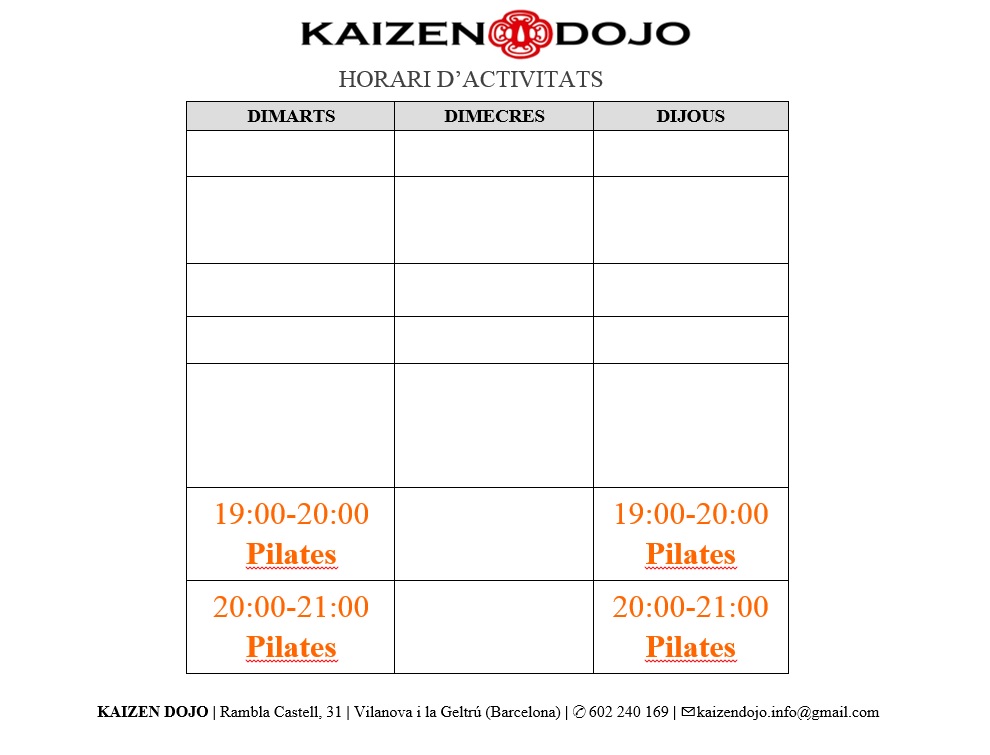 KAIZEN DOJO
HORARI D’ACTIVITATS
DIMARTS DIMECRES DIJOUS
19:00-20:00 19:00-20:00
Pilates Pilates
20:00-21:00 20:00-21:00
Pilates Pilates
KAIZEN DOJO | Rambla Castell, 31 | Vilanova i la Geltrú (Barcelona) | ✆ 602 240 169 | ✉kaizendojo.info@gmail.com